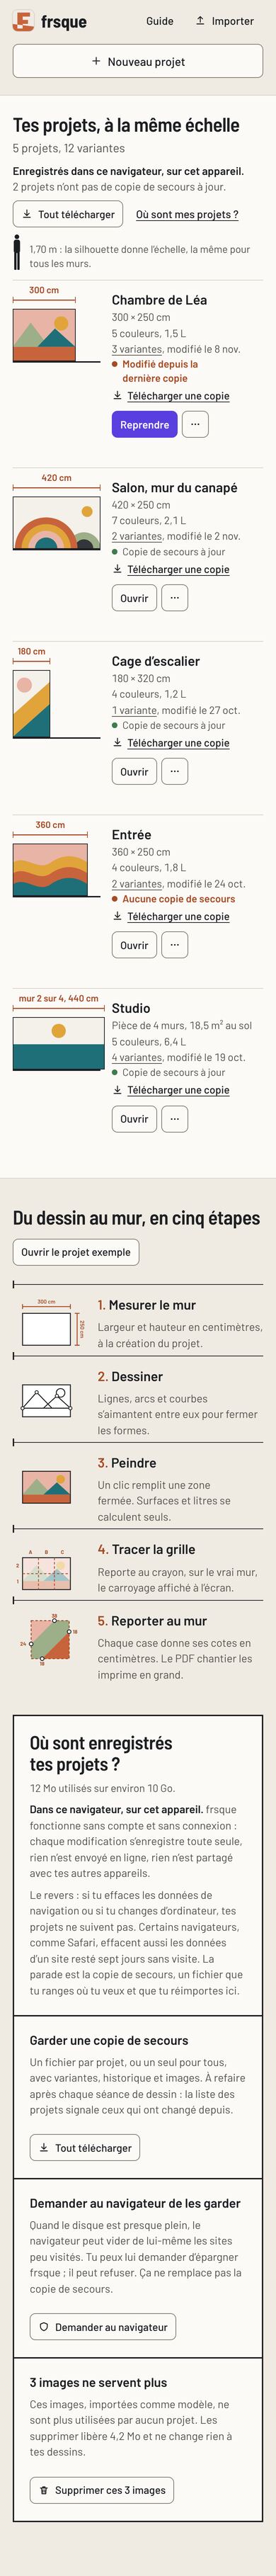 frsque
Guide
Importer
Nouveau projet
Tes projets, à la même échelle
5 projets, 12 variantes
Enregistrés dans ce navigateur, sur cet appareil.
2 projets n'ont pas de copie de secours à jour.
Tout télécharger
Où sont mes projets ?
1,70 m : la silhouette donne l'échelle, la même pour
tous les murs.
300 cm
Chambre de Léa
300 × 250 cm
5 couleurs, 1,5 L
3 variantes, modifié le 8 nov.
Modifié depuis la
dernière copie
Télécharger une copie
Reprendre
420 cm
Salon, mur du canapé
420 × 250 cm
7 couleurs, 2,1 L
2 variantes, modifié le 2 nov.
Copie de secours à jour
Télécharger une copie
Ouvrir
180 cm
Cage d'escalier
180 × 320 cm
4 couleurs, 1,2 L
1 variante, modifié le 27 oct.
Copie de secours à jour
Télécharger une copie
Ouvrir
360 cm
Entrée
360 × 250 cm
4 couleurs, 1,8 L
2 variantes, modifié le 24 oct.
Aucune copie de secours
Télécharger une copie
Ouvrir
mur 2 sur 4, 440 cm
Studio
Pièce de 4 murs, 18,5 m² au sol
5 couleurs, 6,4 L
4 variantes, modifié le 19 oct.
Copie de secours à jour
Télécharger une copie
Ouvrir
Du dessin au mur, en cinq étapes
Ouvrir le projet exemple
300 cm
250 cm
1. Mesurer le mur
Largeur et hauteur en centimètres,
à la création du projet.
2. Dessiner
Lignes, arcs et courbes
s'aimantent entre eux pour fermer
les formes.
3. Peindre
Un clic remplit une zone
fermée. Surfaces et litres se
calculent seuls.
A B C
2
1
4. Tracer la grille
Reporte au crayon, sur le vrai mur,
le carroyage affiché à l'écran.
24
18
5. Reporter au mur
Chaque case donne ses cotes en
centimètres. Le PDF chantier les
imprime en grand.
Où sont enregistrés
tes projets ?
12 Mo utilisés sur environ 10 Go.
Dans ce navigateur, sur cet appareil. frsque
fonctionne sans compte et sans connexion :
chaque modification s'enregistre toute seule,
rien n'est envoyé en ligne, rien n'est partagé
avec tes autres appareils.
Le revers : si tu effaces les données de
navigation ou si tu changes d'ordinateur, tes
projets ne suivent pas. Certains navigateurs,
comme Safari, effacent aussi les données
d'un site resté sept jours sans visite. La
parade est la copie de secours, un fichier que
tu ranges où tu veux et que tu réimportes ici.
Garder une copie de secours
Un fichier par projet, ou un seul pour tous,
avec variantes, historique et images. À refaire
après chaque séance de dessin : la liste des
projets signale ceux qui ont changé depuis.
Tout télécharger
Demander au navigateur de les garder
Quand le disque est presque plein, le
navigateur peut vider de lui-même les sites
peu visités. Tu peux lui demander d'épargner
frsque ; il peut refuser. Ça ne remplace pas la
copie de secours.
Demander au navigateur
3 images ne servent plus
Ces images, importées comme modèle, ne
sont plus utilisées par aucun projet. Les
supprimer libère 4,2 Mo et ne change rien à
tes dessins.
Supprimer ces 3 images